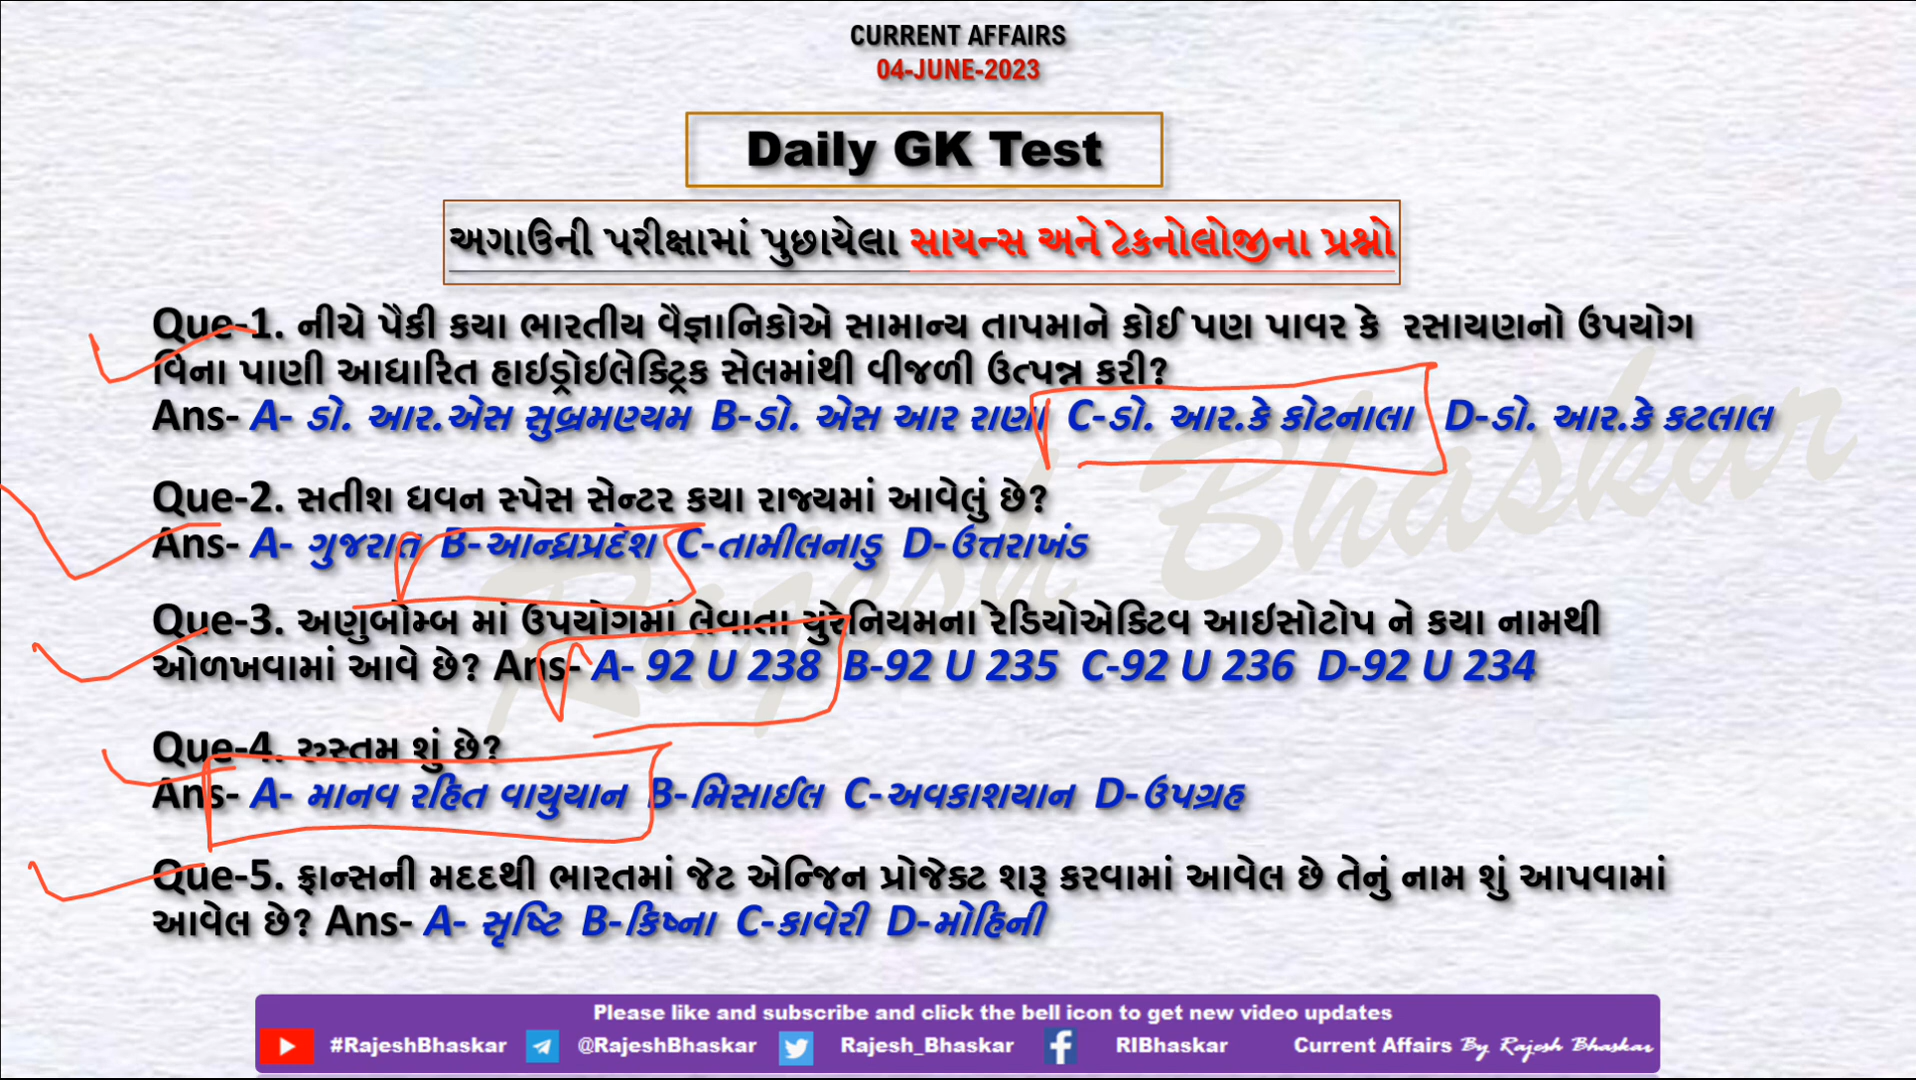 CURRENT AFFAIRS
04-JUNE-2023
Daily GK Test
અગાઉની પરીક્ષામાં પુછાયેલા સાયન્સ અને ટેકનોલોજીના પ્રશ્નો
Que-1. નીચે પૈકી કયા ભારતીય વૈજ્ઞાનિકોએ સામાન્ય તાપમાને કોઈ પણ પાવર કે રસાયણનો ઉપયોગ
વિના પાણી આધારિત હાઈડ્રોઈલેક્ટ્રિક સેલમાંથી વીજળી ઉત્પન્ન કરી?
Ans- A- ડો. આર.એસ સુબ્રમણ્યમ B-ડો. એસ આર રાણા C-ડો. આર.કે કોટનાલા D-ડો. આર.કે કટલાલ
Que-2. સતીશ ધવન સ્પેસ સેન્ટર કયા રાજ્યમાં આવેલું છે?
Ans- A- ગુજરાત B-આન્ધ્રપ્રદેશ C-તામીલનાડુ D-ઉત્તરાખંડ
Que-3. અણુબોમ્બ માં ઉપયોગમાં લેવાતા યુરેનિયમના રેડિયોએક્ટિવ આઈસોટોપ ને કયા નામથી
ઓળખવામાં આવે છે? Ans- A- 92 U 238 B-92 U 235 C-92 U 236 D-92 U 234
Que-4. રુસ્તમ શું છે?
Ans- A- માનવ રહિત વાયુયાન B-મિસાઈલ C-અવકાશયાન D-ઉપગ્રહ
Que-5. ફ્રાન્સની મદદથી ભારતમાં જેટ એન્જિન પ્રોજેક્ટ શરૂ કરવામાં આવેલ છે તેનું નામ શું આપવામાં
આવેલ છે? Ans- A- સૃષ્ટિ B-ક્રિષ્ના C-કાવેરી D-મોહિની
Rajesh Bhaskar
Please like and subscribe and click the bell icon to get new video updates
#RajeshBhaskar @RajeshBhaskar Rajesh_Bhaskar RIBhaskar Current Affairs By Rajesh Bhaskar